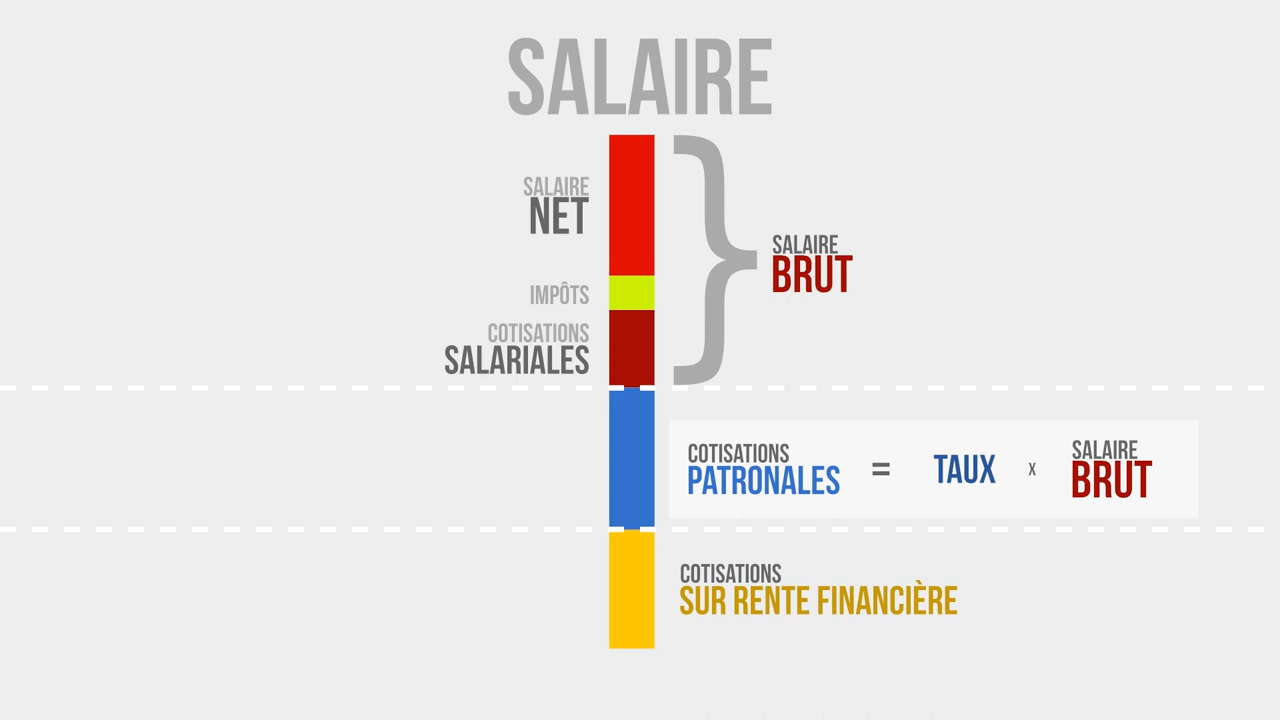 SALAIRE
SALAIRE
NET
IMPÔTS
COTISATIONS
SALARIALES
}
SALAIRE
BRUT
COTISATIONS
PATRONALES
=
TAUX
x
SALAIRE
BRUT
COTISATIONS
SUR RENTE FINANCIÈRE